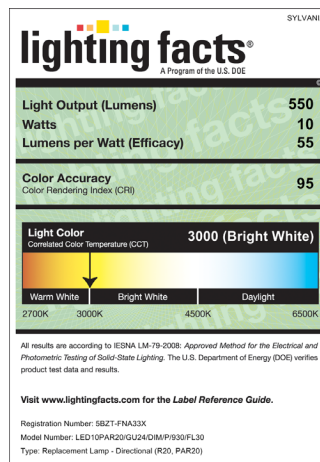 SYLVANI
lighting facts®
A Program of the U.S. DOE
Light Output (Lumens) 550
Watts 10
Lumens per Watt (Efficacy) 55
Color Accuracy 95
Color Rendering Index (CRI)
Light Color 3000 (Bright White)
Correlated Color Temperature (CCT)
Warm White Bright White Daylight
2700K 3000K 4500K 6500K
All results are according to IESNA LM-79-2008: Approved Method for the Electrical and
Photometric Testing of Solid-State Lighting. The U.S. Department of Energy (DOE) verifies
product test data and results.
Visit www.lightingfacts.com for the Label Reference Guide.
Registration Number: 5BZT-FNA33X
Model Number: LED10PAR20/GU24/DIM/P/930/FL30
Type: Replacement Lamp - Directional (R20, PAR20)